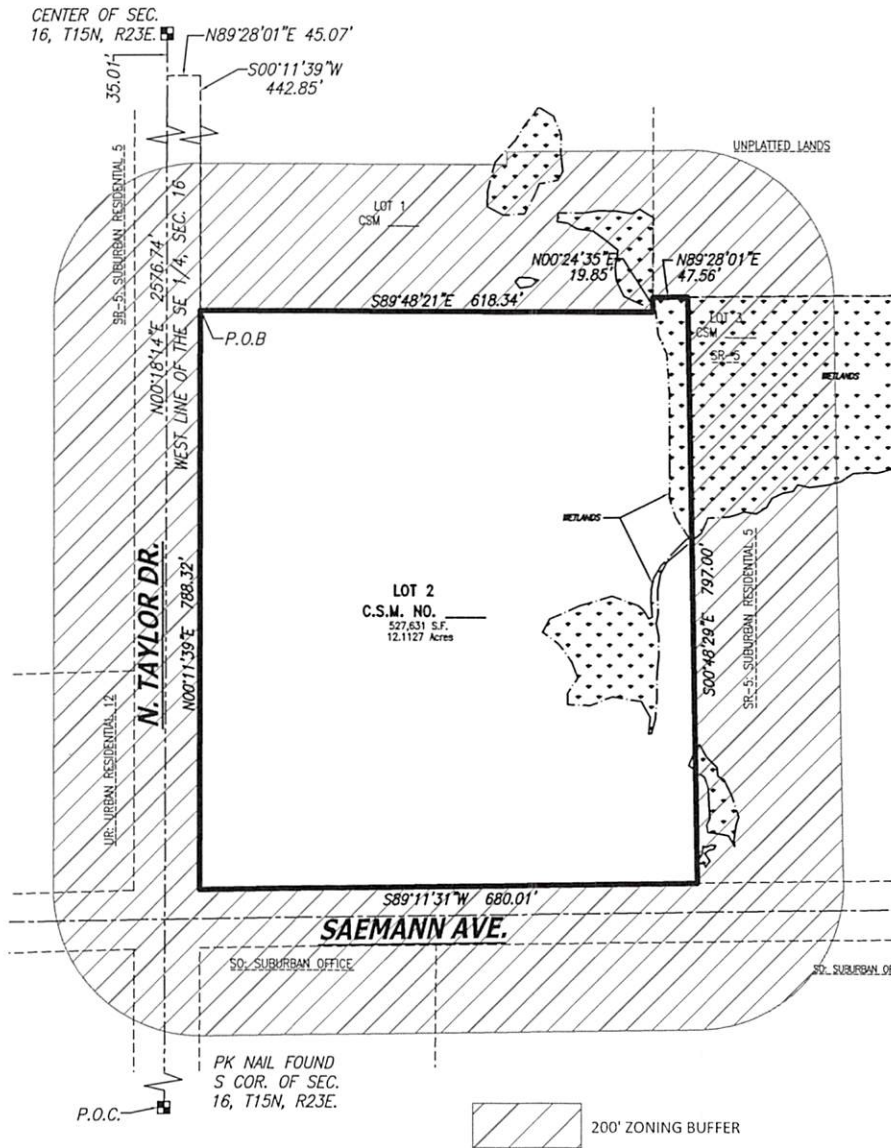 CENTER OF SEC.
16, T15N, R23E.
N89°28'01"E 45.07'
35.01'
S00°11'39"W
442.85'
UNPLATTED LANDS
SR-5: SUBURBAN RESIDENTIAL 5
N00°18'14"E 2576.74'
WEST LINE OF THE SE 1/4, SEC. 16
LOT 1
CSM
N00°24'35"E
19.85'
N89°28'01"E
47.56'
S89°48'21"E 618.34'
P.O.B
LOT 3
CSM
SR-5
WETLANDS
WETLANDS
N. TAYLOR DR.
N00°11'39"E 788.32'
LOT 2
C.S.M. NO.
527,631 S.F.
12.1127 Acres
S00°48'29"E 797.00'
SR-5: SUBURBAN RESIDENTIAL 5
UR: URBAN RESIDENTIAL 12
S89°11'31"W 680.01'
SAEMANN AVE.
SO: SUBURBAN OFFICE
SO: SUBURBAN OF
PK NAIL FOUND
S COR. OF SEC.
16, T15N, R23E.
P.O.C.
200' ZONING BUFFER